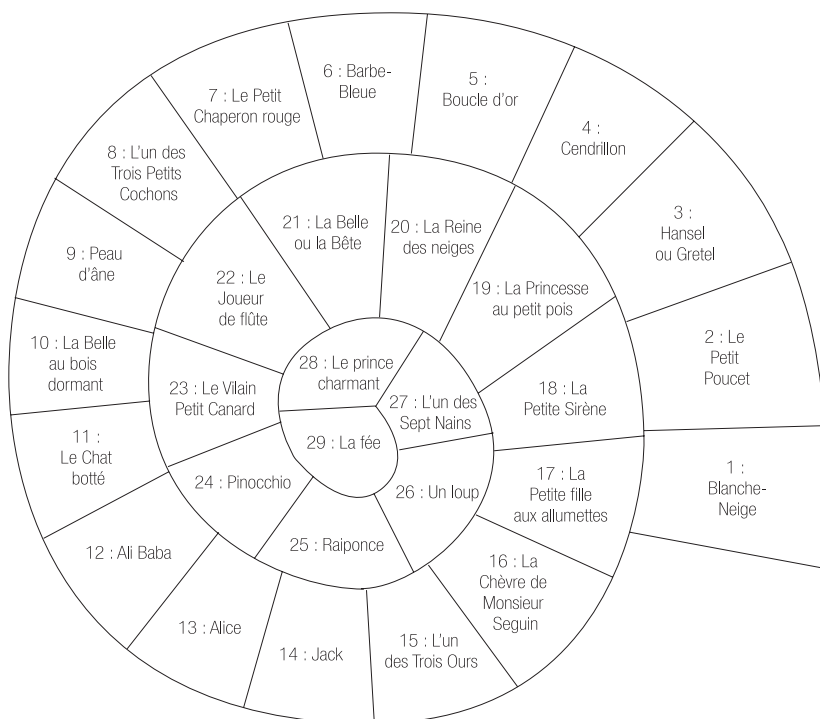 1 :
Blanche-
Neige
2 : Le
Petit
Poucet
3 :
Hansel
ou Gretel
4 :
Cendrillon
5 :
Boucle d'or
6 : Barbe-
Bleue
7 : Le Petit
Chaperon rouge
8 : L'un des
Trois Petits
Cochons
9 : Peau
d'âne
10 : La Belle
au bois
dormant
11 :
Le Chat
botté
12 : Ali Baba
13 : Alice
14 : Jack
15 : L'un
des Trois Ours
16 : La
Chèvre de
Monsieur
Seguin
17 : La
Petite fille
aux allumettes
18 : La
Petite Sirène
19 : La Princesse
au petit pois
20 : La Reine
des neiges
21 : La Belle
ou la Bête
22 : Le
Joueur
de flûte
23 : Le Vilain
Petit Canard
24 : Pinocchio
25 : Raiponce
26 : Un loup
27 : L'un des
Sept Nains
28 : Le prince
charmant
29 : La fée